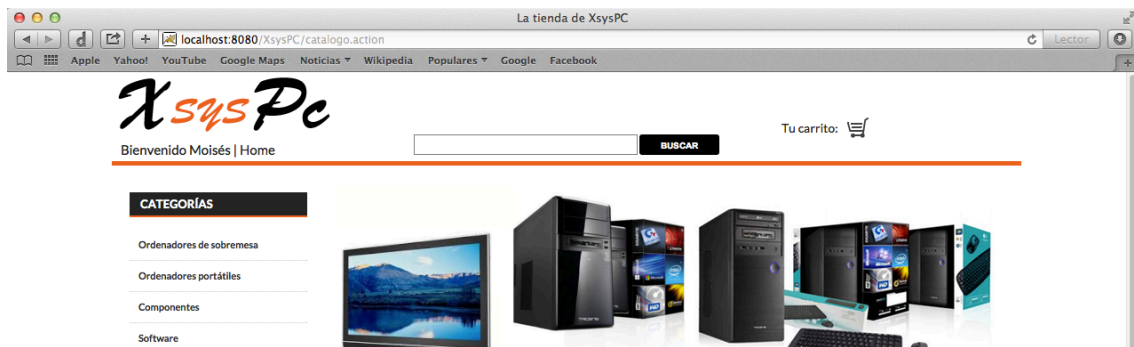 La tienda de XsysPC
localhost:8080/XsysPC/catalogo.action
Lector
Apple Yahoo! YouTube Google Maps Noticias Wikipedia Populares Google Facebook
XsysPc
Tu carrito:
BUSCAR
Bienvenido Moisés | Home
CATEGORÍAS
Ordenadores de sobremesa
Ordenadores portátiles
Componentes
Software